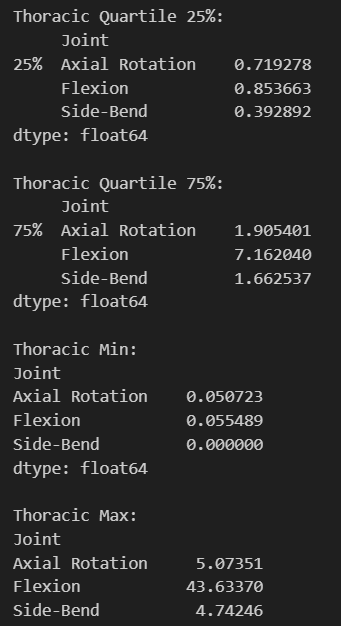 Thoracic Quartile 25%:
     Joint
25%  Axial Rotation    0.719278
     Flexion           0.853663
     Side-Bend         0.392892
dtype: float64

Thoracic Quartile 75%:
     Joint
75%  Axial Rotation    1.905401
     Flexion           7.162040
     Side-Bend         1.662537
dtype: float64

Thoracic Min:
Joint
Axial Rotation    0.050723
Flexion           0.055489
Side-Bend         0.000000
dtype: float64

Thoracic Max:
Joint
Axial Rotation     5.07351
Flexion           43.63370
Side-Bend          4.74246